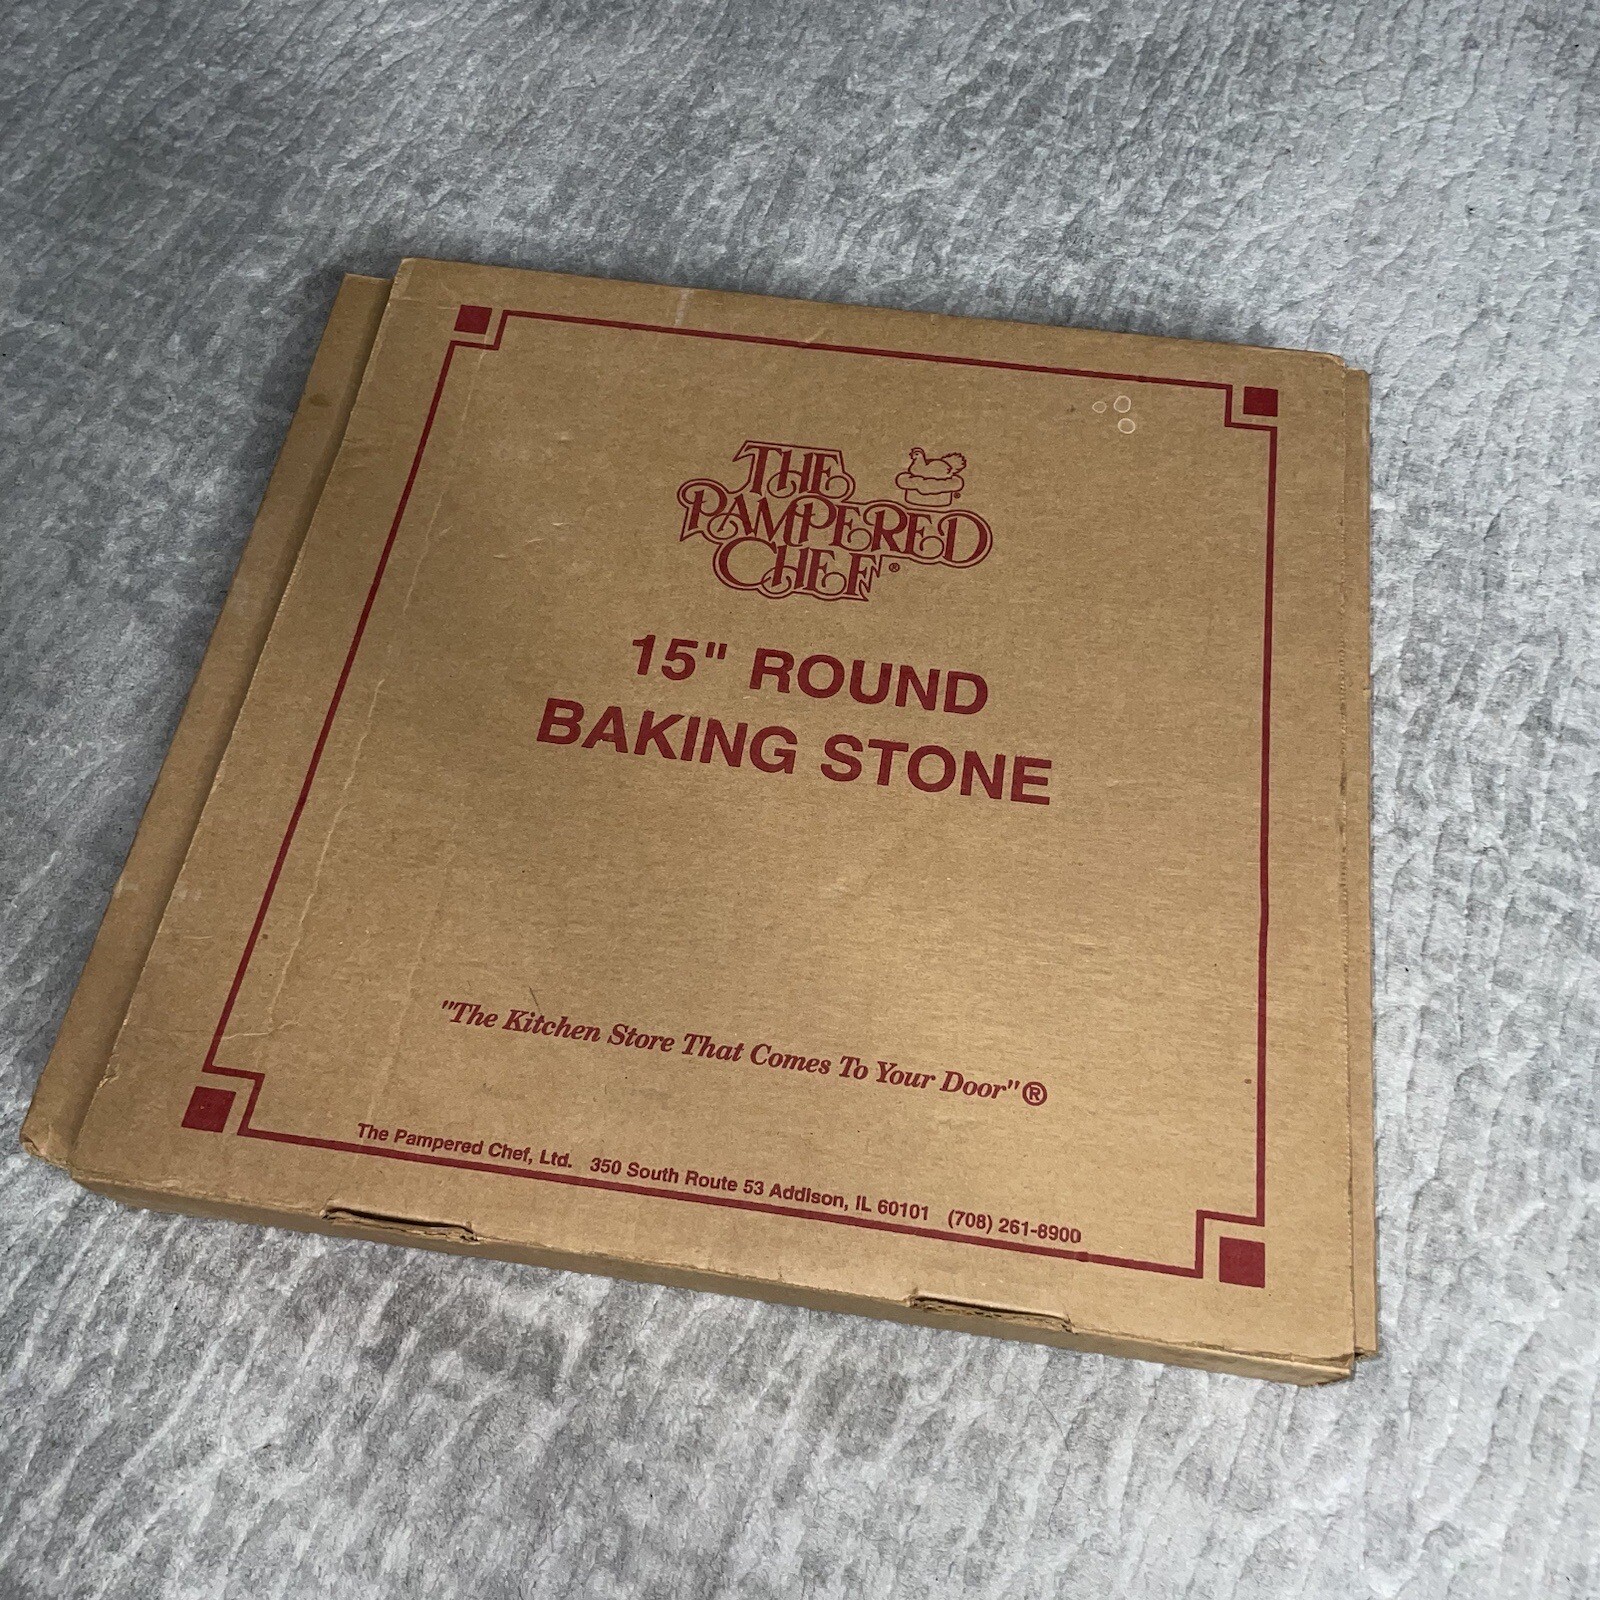 THE
PAMPERED
CHEF®
15" ROUND
BAKING STONE
"The Kitchen Store That Comes To Your Door"®
The Pampered Chef, Ltd. 350 South Route 53 Addison, IL 60101 (708) 261-8900